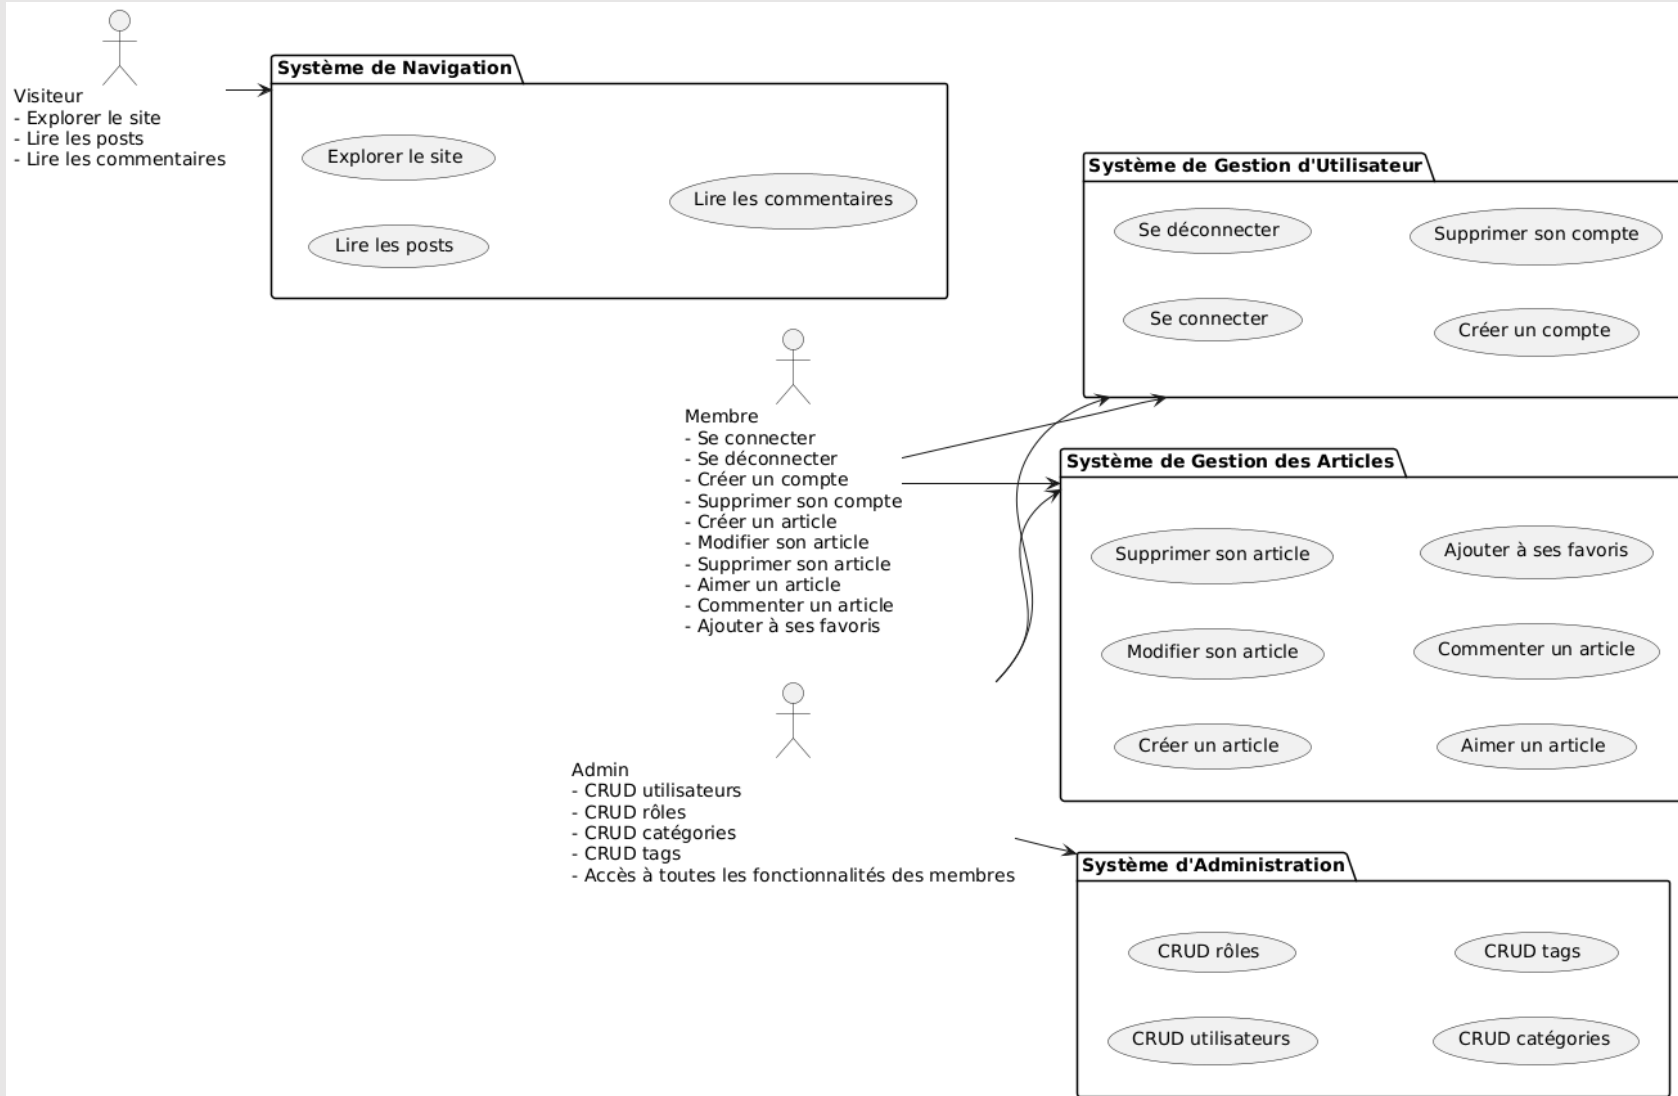 Visiteur
- Explorer le site
- Lire les posts
- Lire les commentaires
Système de Navigation
Explorer le site
Lire les commentaires
Lire les posts
Système de Gestion d'Utilisateur
Se déconnecter
Supprimer son compte
Se connecter
Créer un compte
Membre
- Se connecter
- Se déconnecter
- Créer un compte
- Supprimer son compte
- Créer un article
- Modifier son article
- Supprimer son article
- Aimer un article
- Commenter un article
- Ajouter à ses favoris
Système de Gestion des Articles
Supprimer son article
Ajouter à ses favoris
Modifier son article
Commenter un article
Créer un article
Aimer un article
Admin
- CRUD utilisateurs
- CRUD rôles
- CRUD catégories
- CRUD tags
- Accès à toutes les fonctionnalités des membres
Système d'Administration
CRUD rôles
CRUD tags
CRUD utilisateurs
CRUD catégories